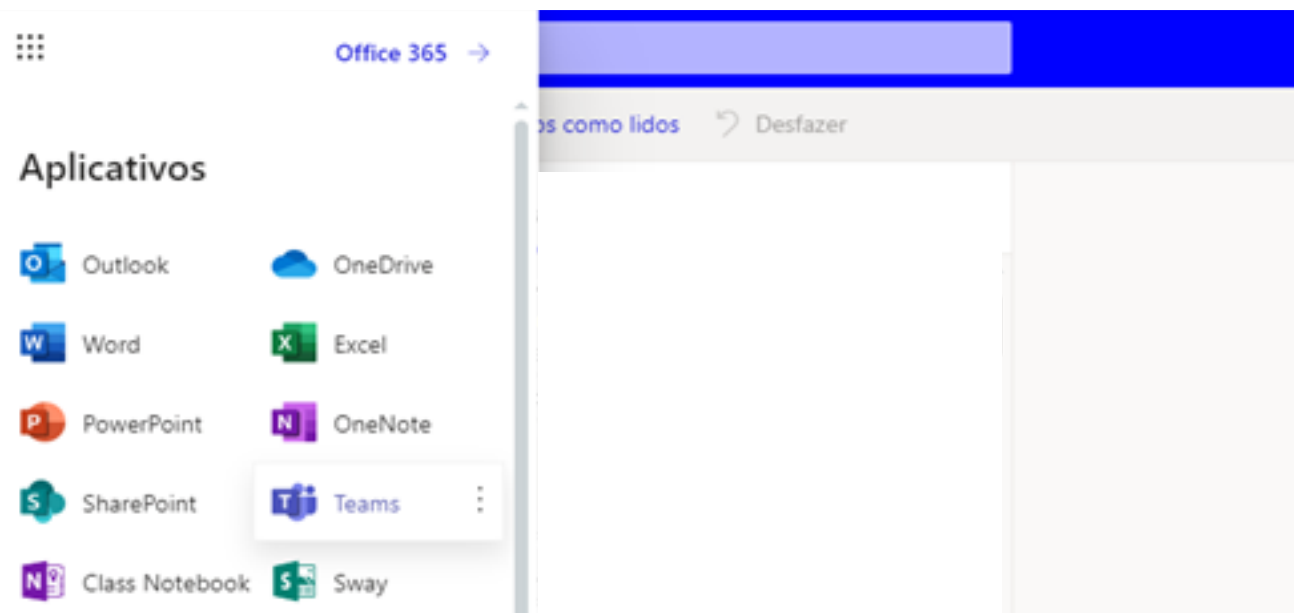 Office 365 →
os como lidos Desfazer
Aplicativos
Outlook OneDrive
Word Excel
PowerPoint OneNote
SharePoint Teams
Class Notebook Sway